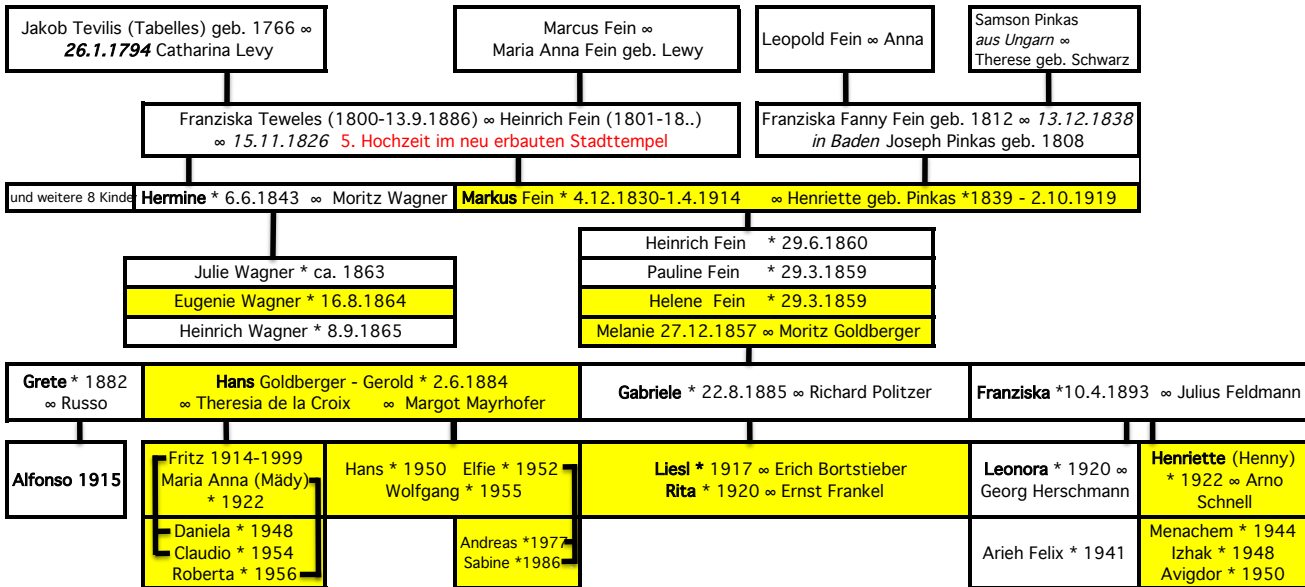 Jakob Tevilis (Tabelles) geb. 1766 ∞
26.1.1794 Catharina Levy
Marcus Fein ∞
Maria Anna Fein geb. Lewy
Leopold Fein ∞ Anna
Samson Pinkas
aus Ungarn ∞
Therese geb. Schwarz
Franziska Teweles (1800-13.9.1886) ∞ Heinrich Fein (1801-18..)
∞ 15.11.1826 5. Hochzeit im neu erbauten Stadttempel
Franziska Fanny Fein geb. 1812 ∞ 13.12.1838
in Baden Joseph Pinkas geb. 1808
und weitere 8 Kinder
Hermine * 6.6.1843 ∞ Moritz Wagner
Markus Fein * 4.12.1830-1.4.1914 ∞ Henriette geb. Pinkas *1839 - 2.10.1919
Julie Wagner * ca. 1863
Eugenie Wagner * 16.8.1864
Heinrich Wagner * 8.9.1865
Heinrich Fein * 29.6.1860
Pauline Fein * 29.3.1859
Helene Fein * 29.3.1859
Melanie 27.12.1857 ∞ Moritz Goldberger
Grete * 1882
∞ Russo
Hans Goldberger - Gerold * 2.6.1884
∞ Theresia de la Croix ∞ Margot Mayrhofer
Gabriele * 22.8.1885 ∞ Richard Politzer
Franziska *10.4.1893 ∞ Julius Feldmann
Alfonso 1915
Fritz 1914-1999
Maria Anna (Mädy)
* 1922
Hans * 1950 Elfie * 1952
Wolfgang * 1955
Liesl * 1917 ∞ Erich Bortstieber
Rita * 1920 ∞ Ernst Frankel
Leonora * 1920 ∞
Georg Herschmann
Henriette (Henny)
* 1922 ∞ Arno
Schnell
Daniela * 1948
Claudio * 1954
Roberta * 1956
Andreas *1977
Sabine *1986
Arieh Felix * 1941
Menachem * 1944
Izhak * 1948
Avigdor * 1950